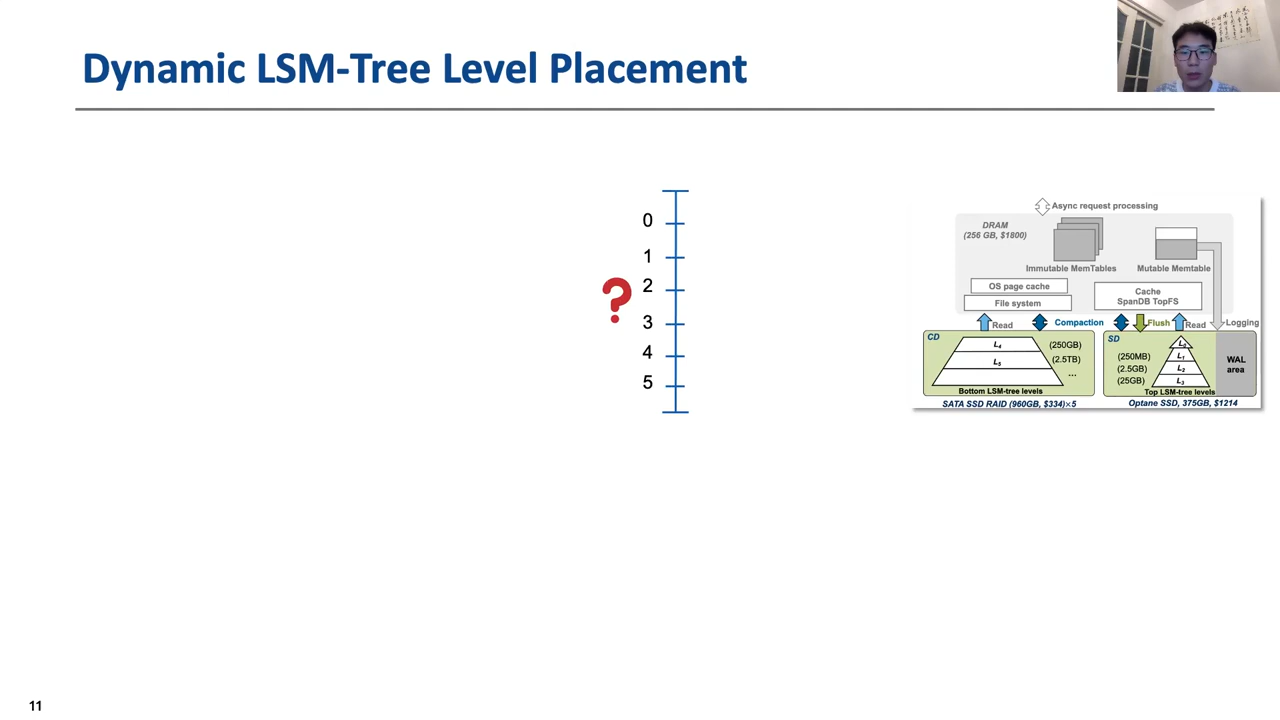 Dynamic LSM-Tree Level Placement
0
1
?
2
3
4
5
Async request processing
DRAM
(256 GB, $1800)
Immutable MemTables
Mutable Memtable
OS page cache
File system
Cache
SpanDB TopFS
Read
Compaction
Flush
Read
Logging
CD
L4
(250GB)
L5
(2.5TB)
...
Bottom LSM-tree levels
SATA SSD RAID (960GB, $334)×5
SD
L0
(250MB)
L1
(2.5GB)
L2
(25GB)
L3
Top LSM-tree levels
WAL
area
Optane SSD, 375GB, $1214
11